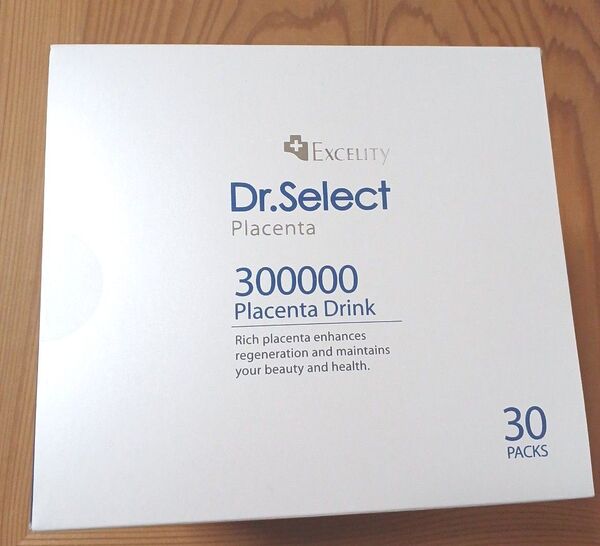 EXCELITY
Dr.Select
Placenta
300000
Placenta Drink
Rich placenta enhances
regeneration and maintains
your beauty and health.
30
PACKS